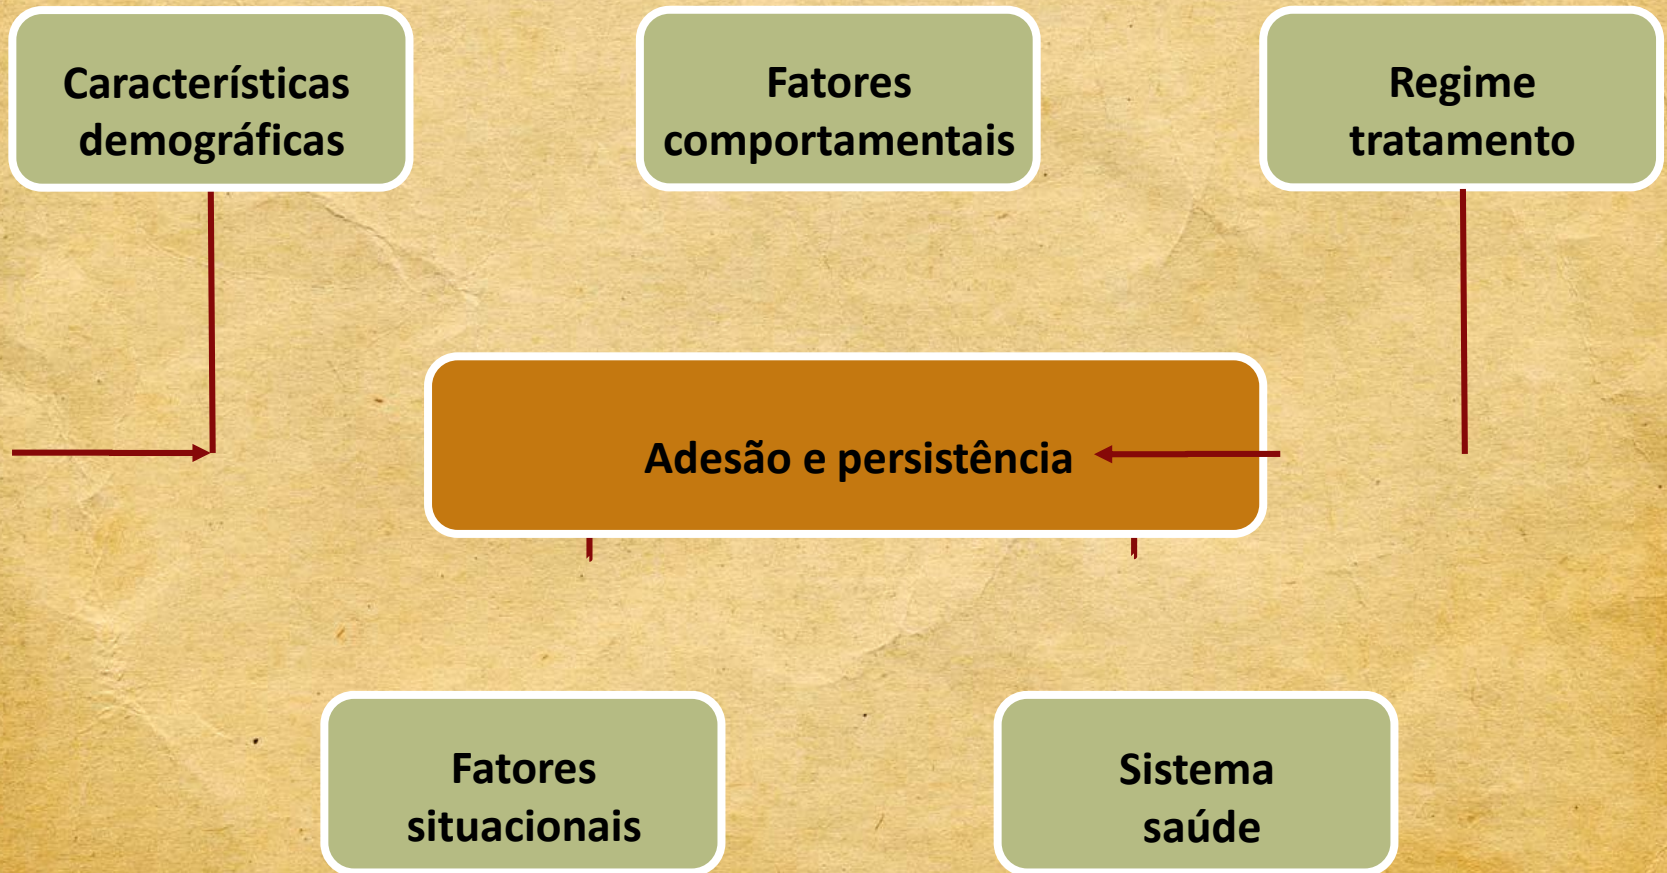 Características
demográficas
Fatores
comportamentais
Regime
tratamento
Adesão e persistência
Fatores
situacionais
Sistema
saúde